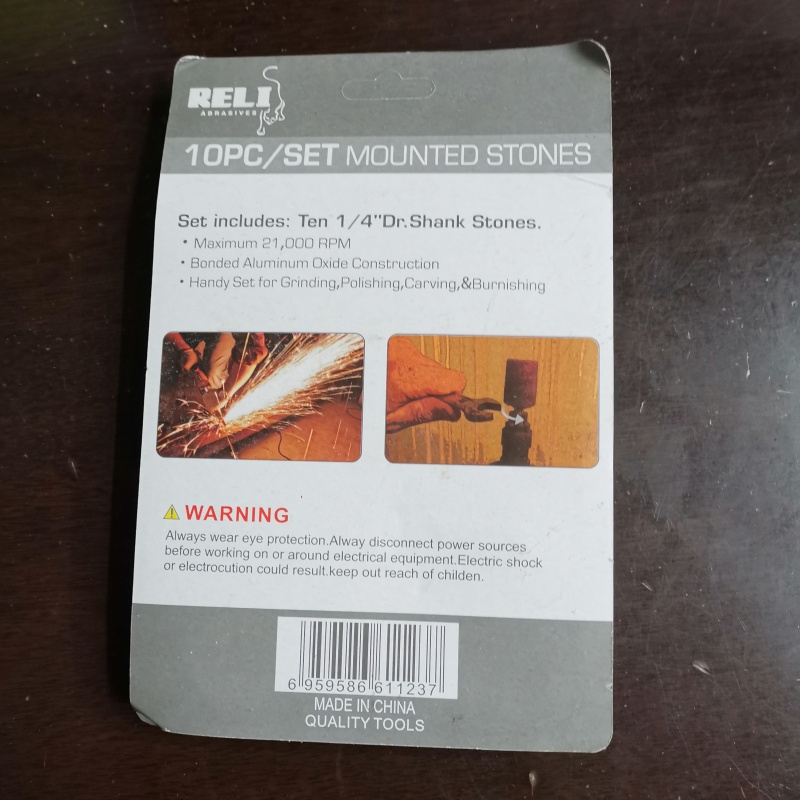 RELI
ABRASIVES
10PC/SET MOUNTED STONES
Set includes: Ten 1/4"Dr.Shank Stones.
• Maximum 21,000 RPM
• Bonded Aluminum Oxide Construction
• Handy Set for Grinding,Polishing,Carving,&Burnishing
WARNING
Always wear eye protection.Alway disconnect power sources
before working on or around electrical equipment.Electric shock
or electrocution could result.keep out reach of childen.
6 959586 611237
MADE IN CHINA
QUALITY TOOLS